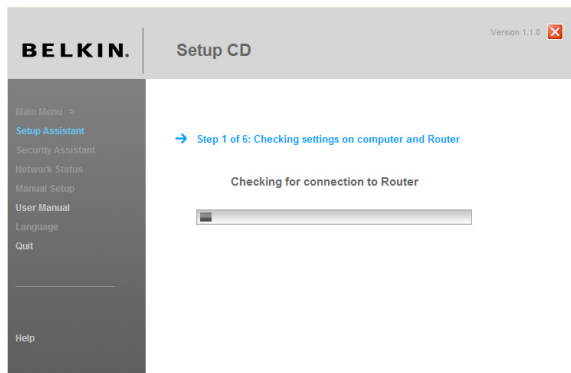 BELKIN.
Setup CD
Version 1.1.0
Main Menu >
Setup Assistant
Security Assistant
Network Status
Manual Setup
User Manual
Language
Quit
Help
Step 1 of 6: Checking settings on computer and Router
Checking for connection to Router